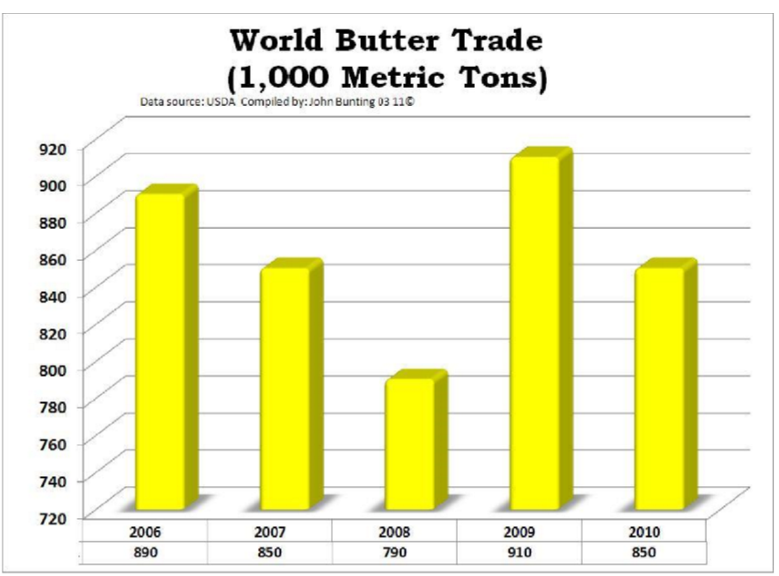 World Butter Trade
(1,000 Metric Tons)
Data source: USDA Compiled by: John Bunting 03 11©
920
900
880
860
840
820
800
780
760
740
720
2006 2007 2008 2009 2010
890 850 790 910 850